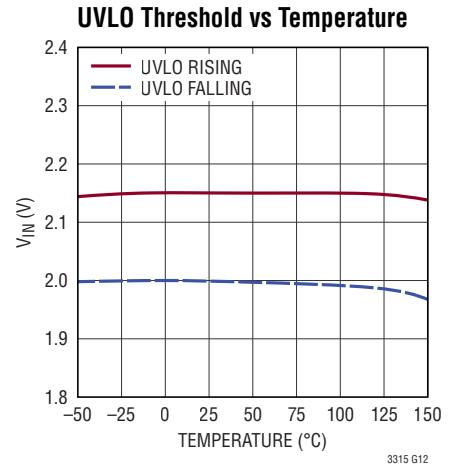 UVLO Threshold vs Temperature
2.4
2.3
2.2
2.1
2.0
1.9
1.8
VIN (V)
UVLO RISING
UVLO FALLING
–50 –25 0 25 50 75 100 125 150
TEMPERATURE (°C)
3315 G12